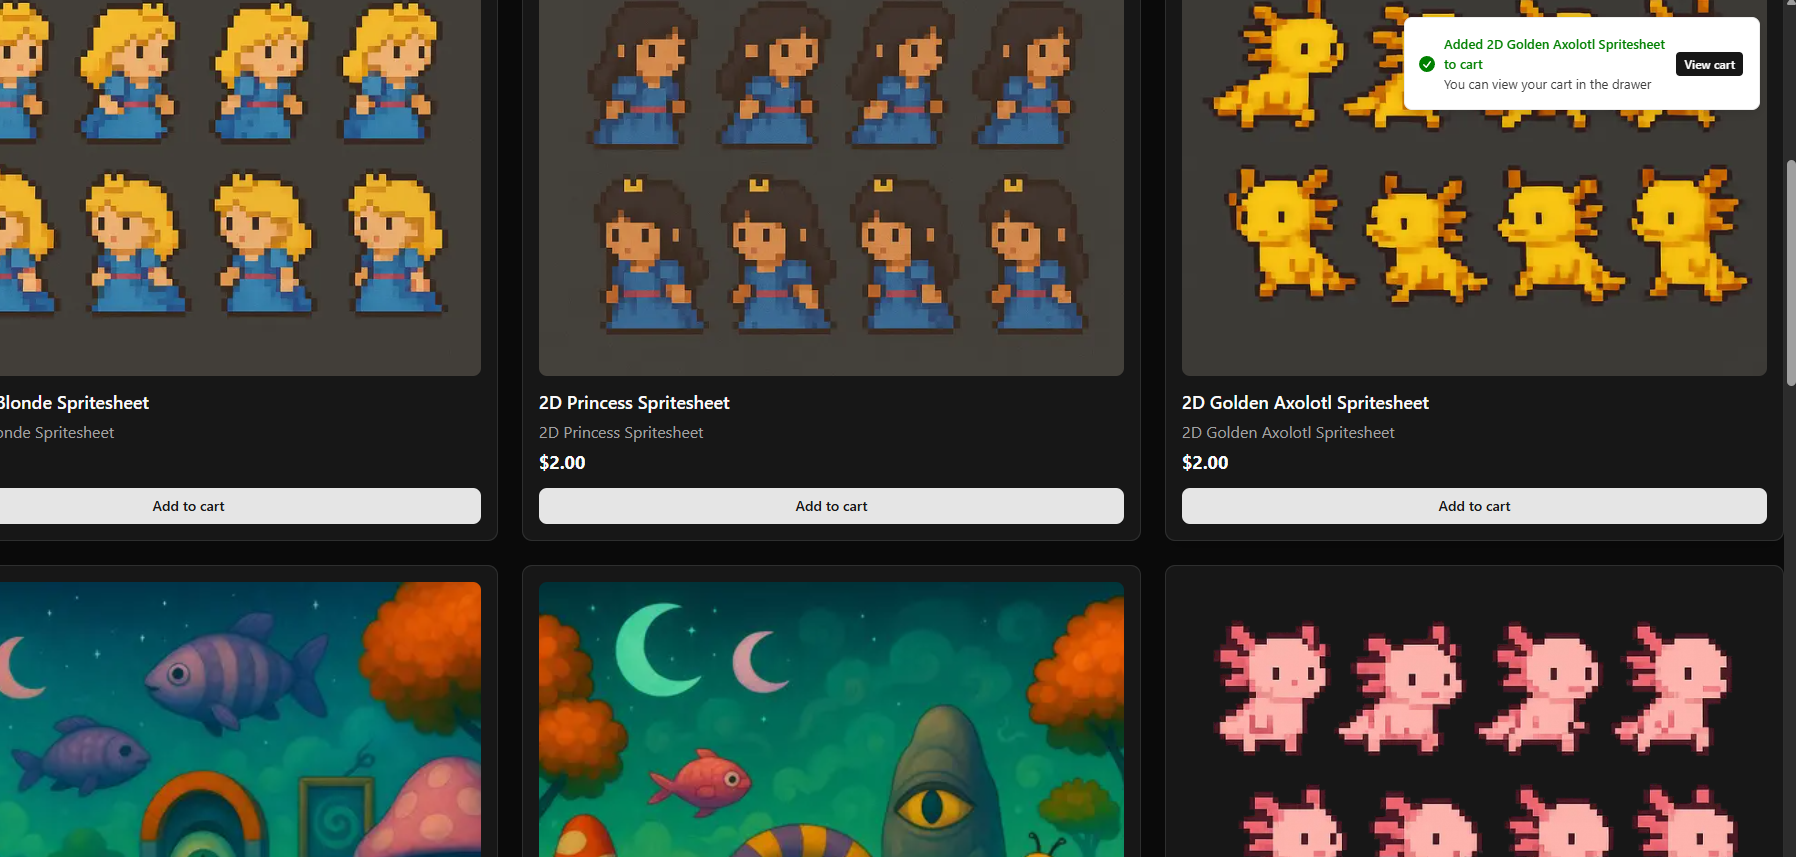 Added 2D Golden Axolotl Spritesheet
to cart
You can view your cart in the drawer
View cart
Blonde Spritesheet
onde Spritesheet
Add to cart
2D Princess Spritesheet
2D Princess Spritesheet
$2.00
Add to cart
2D Golden Axolotl Spritesheet
2D Golden Axolotl Spritesheet
$2.00
Add to cart